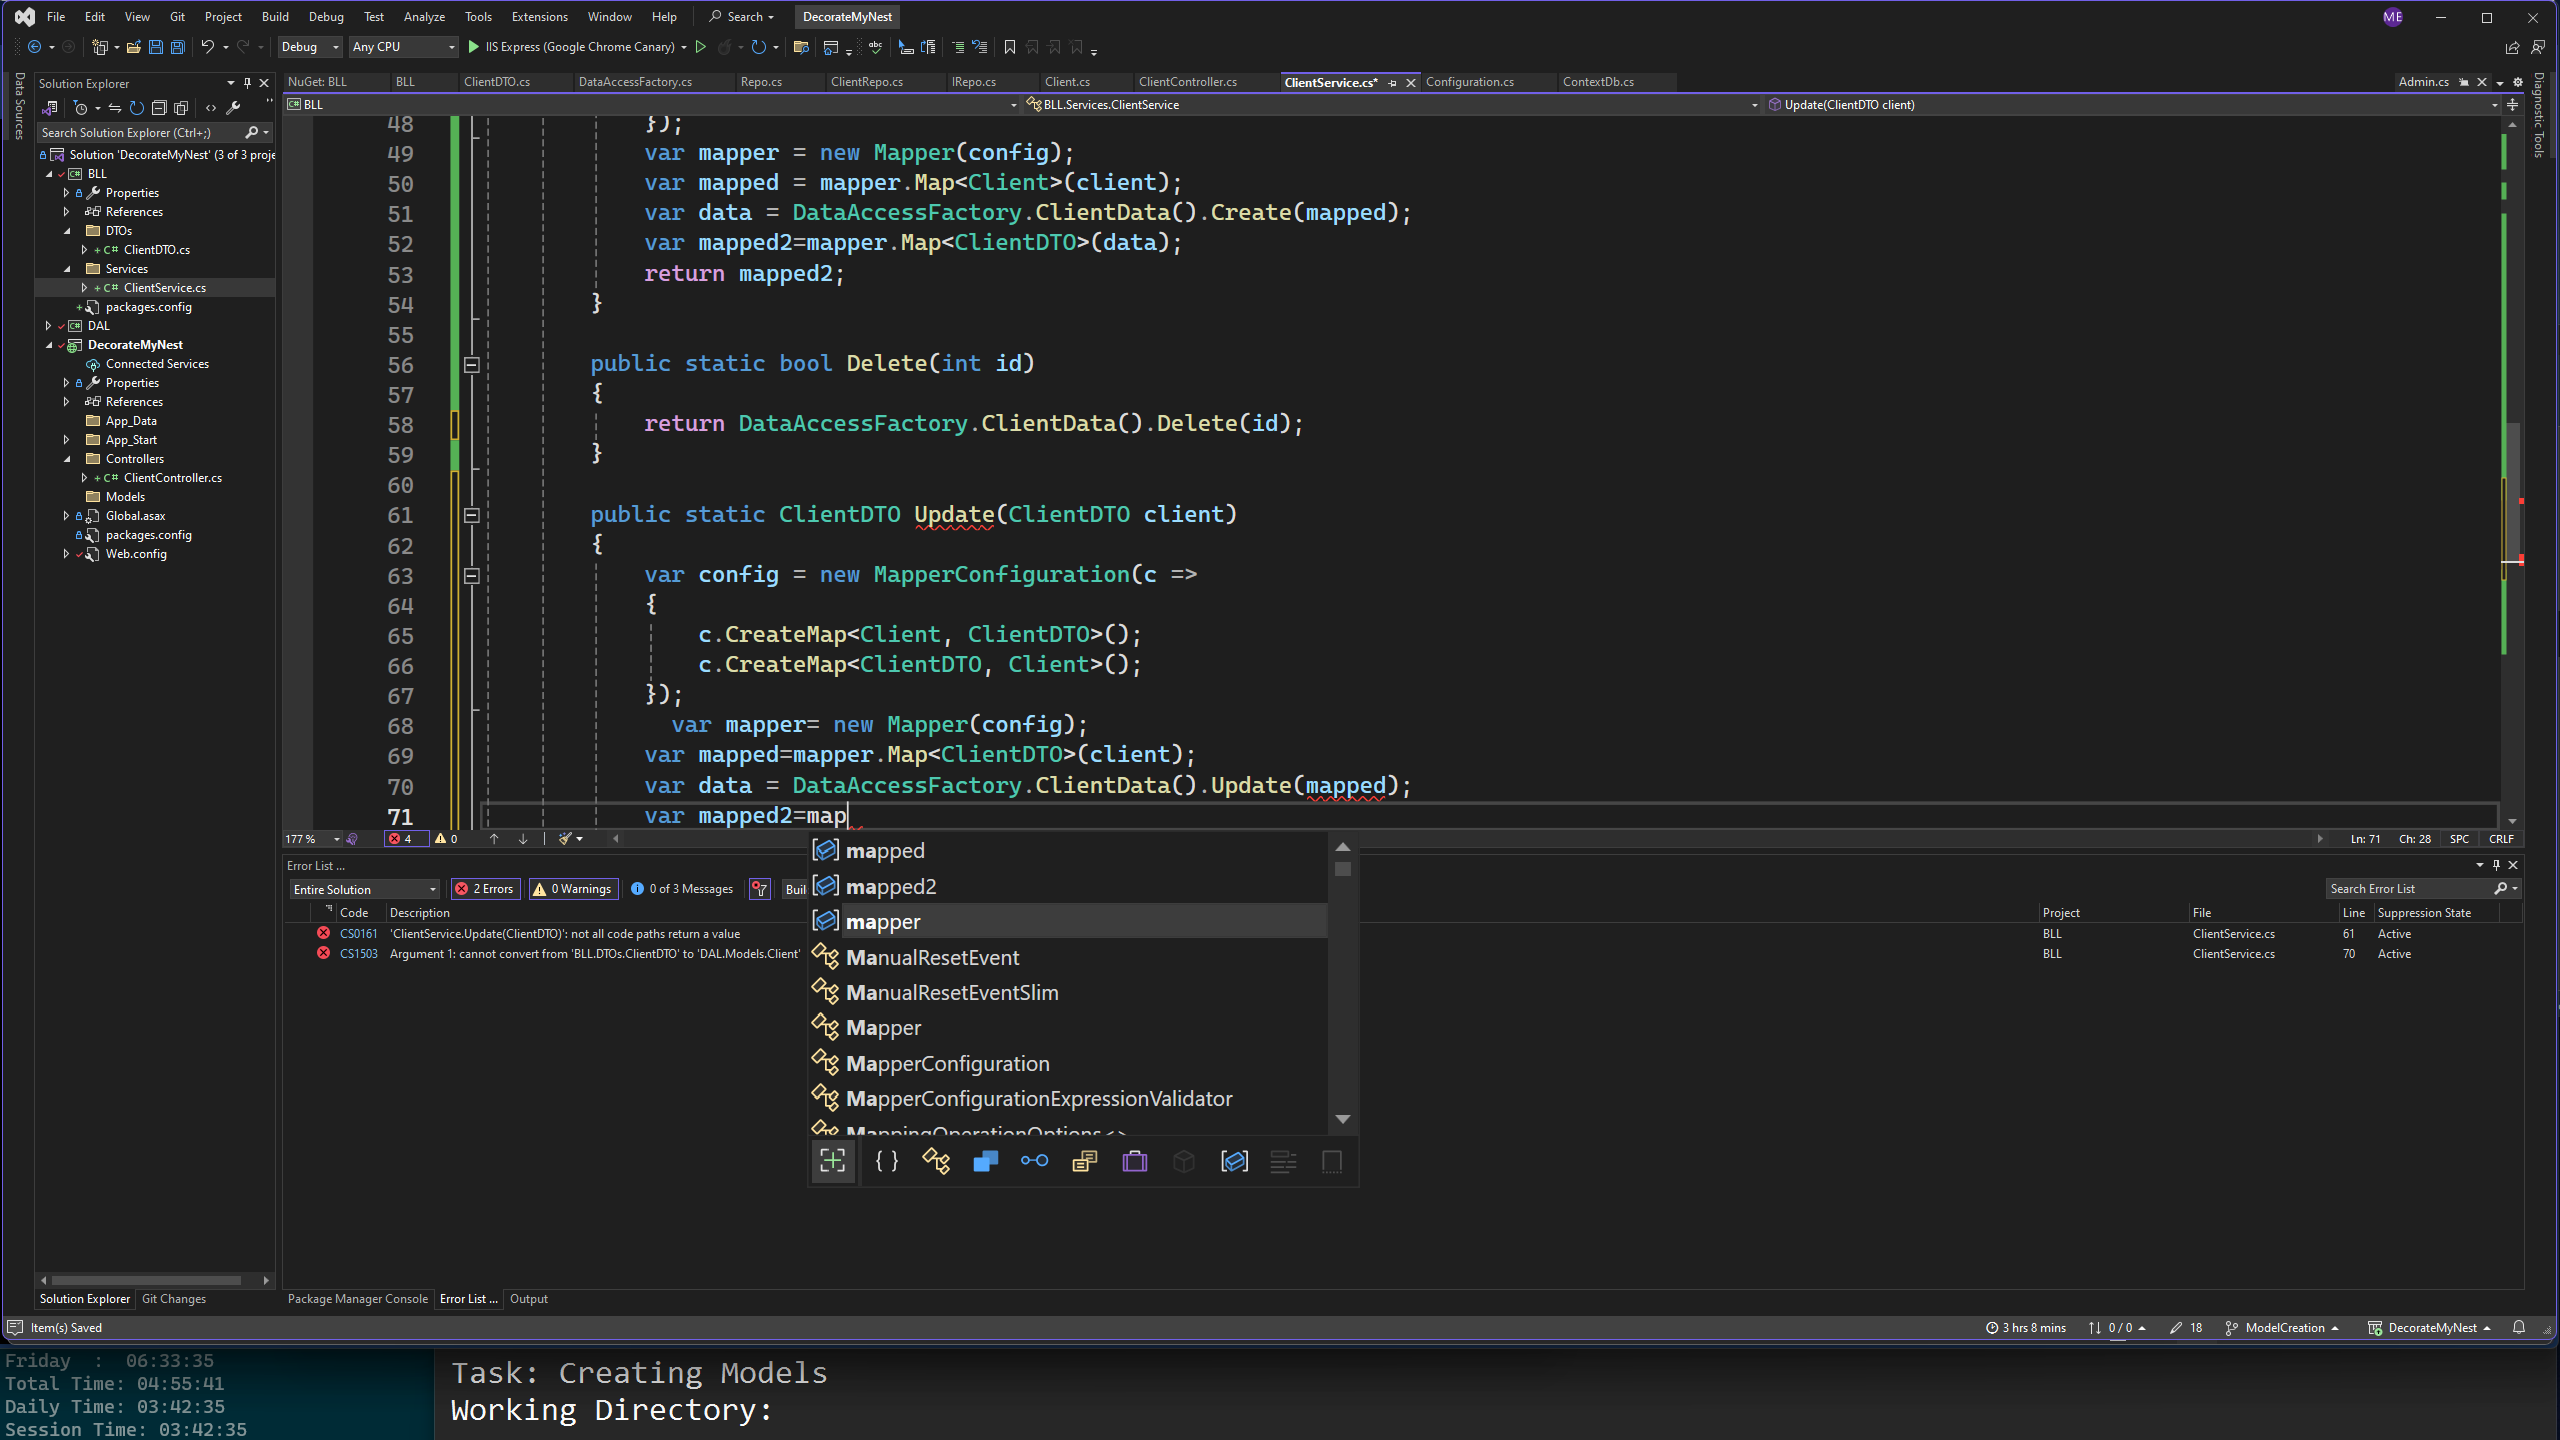 File Edit View Git Project Build Debug Test Analyze Tools Extensions Window Help Search DecorateMyNest ME
Debug Any CPU IIS Express (Google Chrome Canary)
Data Sources
Solution Explorer
Search Solution Explorer (Ctrl+;)
Solution 'DecorateMyNest' (3 of 3 proje
BLL
Properties
References
DTOs
C# ClientDTO.cs
Services
C# ClientService.cs
packages.config
DAL
DecorateMyNest
Connected Services
Properties
References
App_Data
App_Start
Controllers
C# ClientController.cs
Models
Global.asax
packages.config
Web.config
Solution Explorer Git Changes
NuGet: BLL BLL ClientDTO.cs DataAccessFactory.cs Repo.cs ClientRepo.cs IRepo.cs Client.cs ClientController.cs ClientService.cs* Configuration.cs ContextDb.cs Admin.cs
BLL BLL.Services.ClientService Update(ClientDTO client)
48 });
49 var mapper = new Mapper(config);
50 var mapped = mapper.Map<Client>(client);
51 var data = DataAccessFactory.ClientData().Create(mapped);
52 var mapped2=mapper.Map<ClientDTO>(data);
53 return mapped2;
54 }
55
56 public static bool Delete(int id)
57 {
58 return DataAccessFactory.ClientData().Delete(id);
59 }
60
61 public static ClientDTO Update(ClientDTO client)
62 {
63 var config = new MapperConfiguration(c =>
64 {
65 c.CreateMap<Client, ClientDTO>();
66 c.CreateMap<ClientDTO, Client>();
67 });
68 var mapper= new Mapper(config);
69 var mapped=mapper.Map<ClientDTO>(client);
70 var data = DataAccessFactory.ClientData().Update(mapped);
71 var mapped2=map
177 % 4 0 Ln: 71 Ch: 28 SPC CRLF
Diagnostic Tools
mapped
mapped2
mapper
ManualResetEvent
ManualResetEventSlim
Mapper
MapperConfiguration
MapperConfigurationExpressionValidator
MappingOperationOptions<>
Error List ...
Entire Solution 2 Errors 0 Warnings 0 of 3 Messages Buil Search Error List
Code Description Project File Line Suppression State
CS0161 'ClientService.Update(ClientDTO)': not all code paths return a value BLL ClientService.cs 61 Active
CS1503 Argument 1: cannot convert from 'BLL.DTOs.ClientDTO' to 'DAL.Models.Client' BLL ClientService.cs 70 Active
Package Manager Console Error List ... Output
Item(s) Saved 3 hrs 8 mins 0 / 0 18 ModelCreation DecorateMyNest
Friday : 06:33:35
Total Time: 04:55:41
Daily Time: 03:42:35
Session Time: 03:42:35
Task: Creating Models
Working Directory: